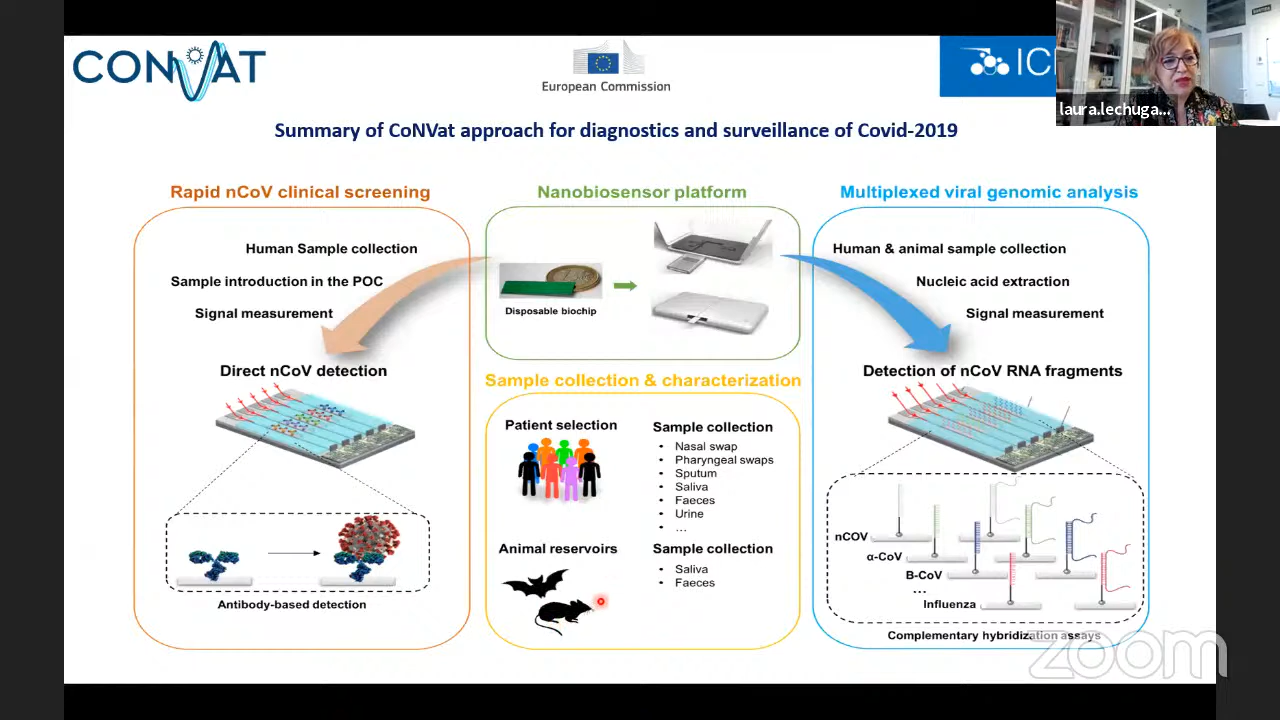 CONVAT
European Commission
ICI
laura.lechuga...
Summary of CoNVat approach for diagnostics and surveillance of Covid-2019
Rapid nCoV clinical screening
Human Sample collection
Sample introduction in the POC
Signal measurement
Direct nCoV detection
Antibody-based detection
Nanobiosensor platform
Disposable biochip
Sample collection & characterization
Patient selection
Sample collection
• Nasal swap
• Pharyngeal swaps
• Sputum
• Saliva
• Faeces
• Urine
• ...
Animal reservoirs
Sample collection
• Saliva
• Faeces
Multiplexed viral genomic analysis
Human & animal sample collection
Nucleic acid extraction
Signal measurement
Detection of nCoV RNA fragments
nCOV
α-CoV
B-CoV
...
Influenza
Complementary hybridization assays
zoom